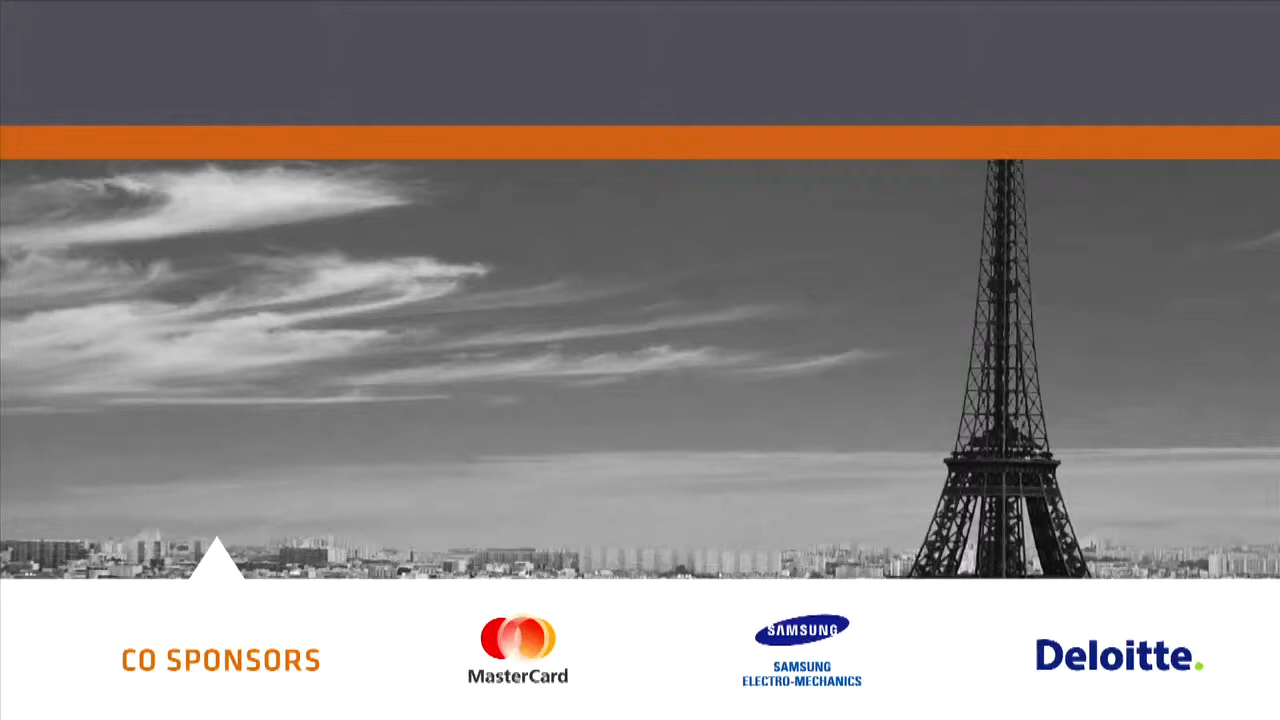 CO SPONSORS
MasterCard
SAMSUNG
SAMSUNG
ELECTRO-MECHANICS
Deloitte.